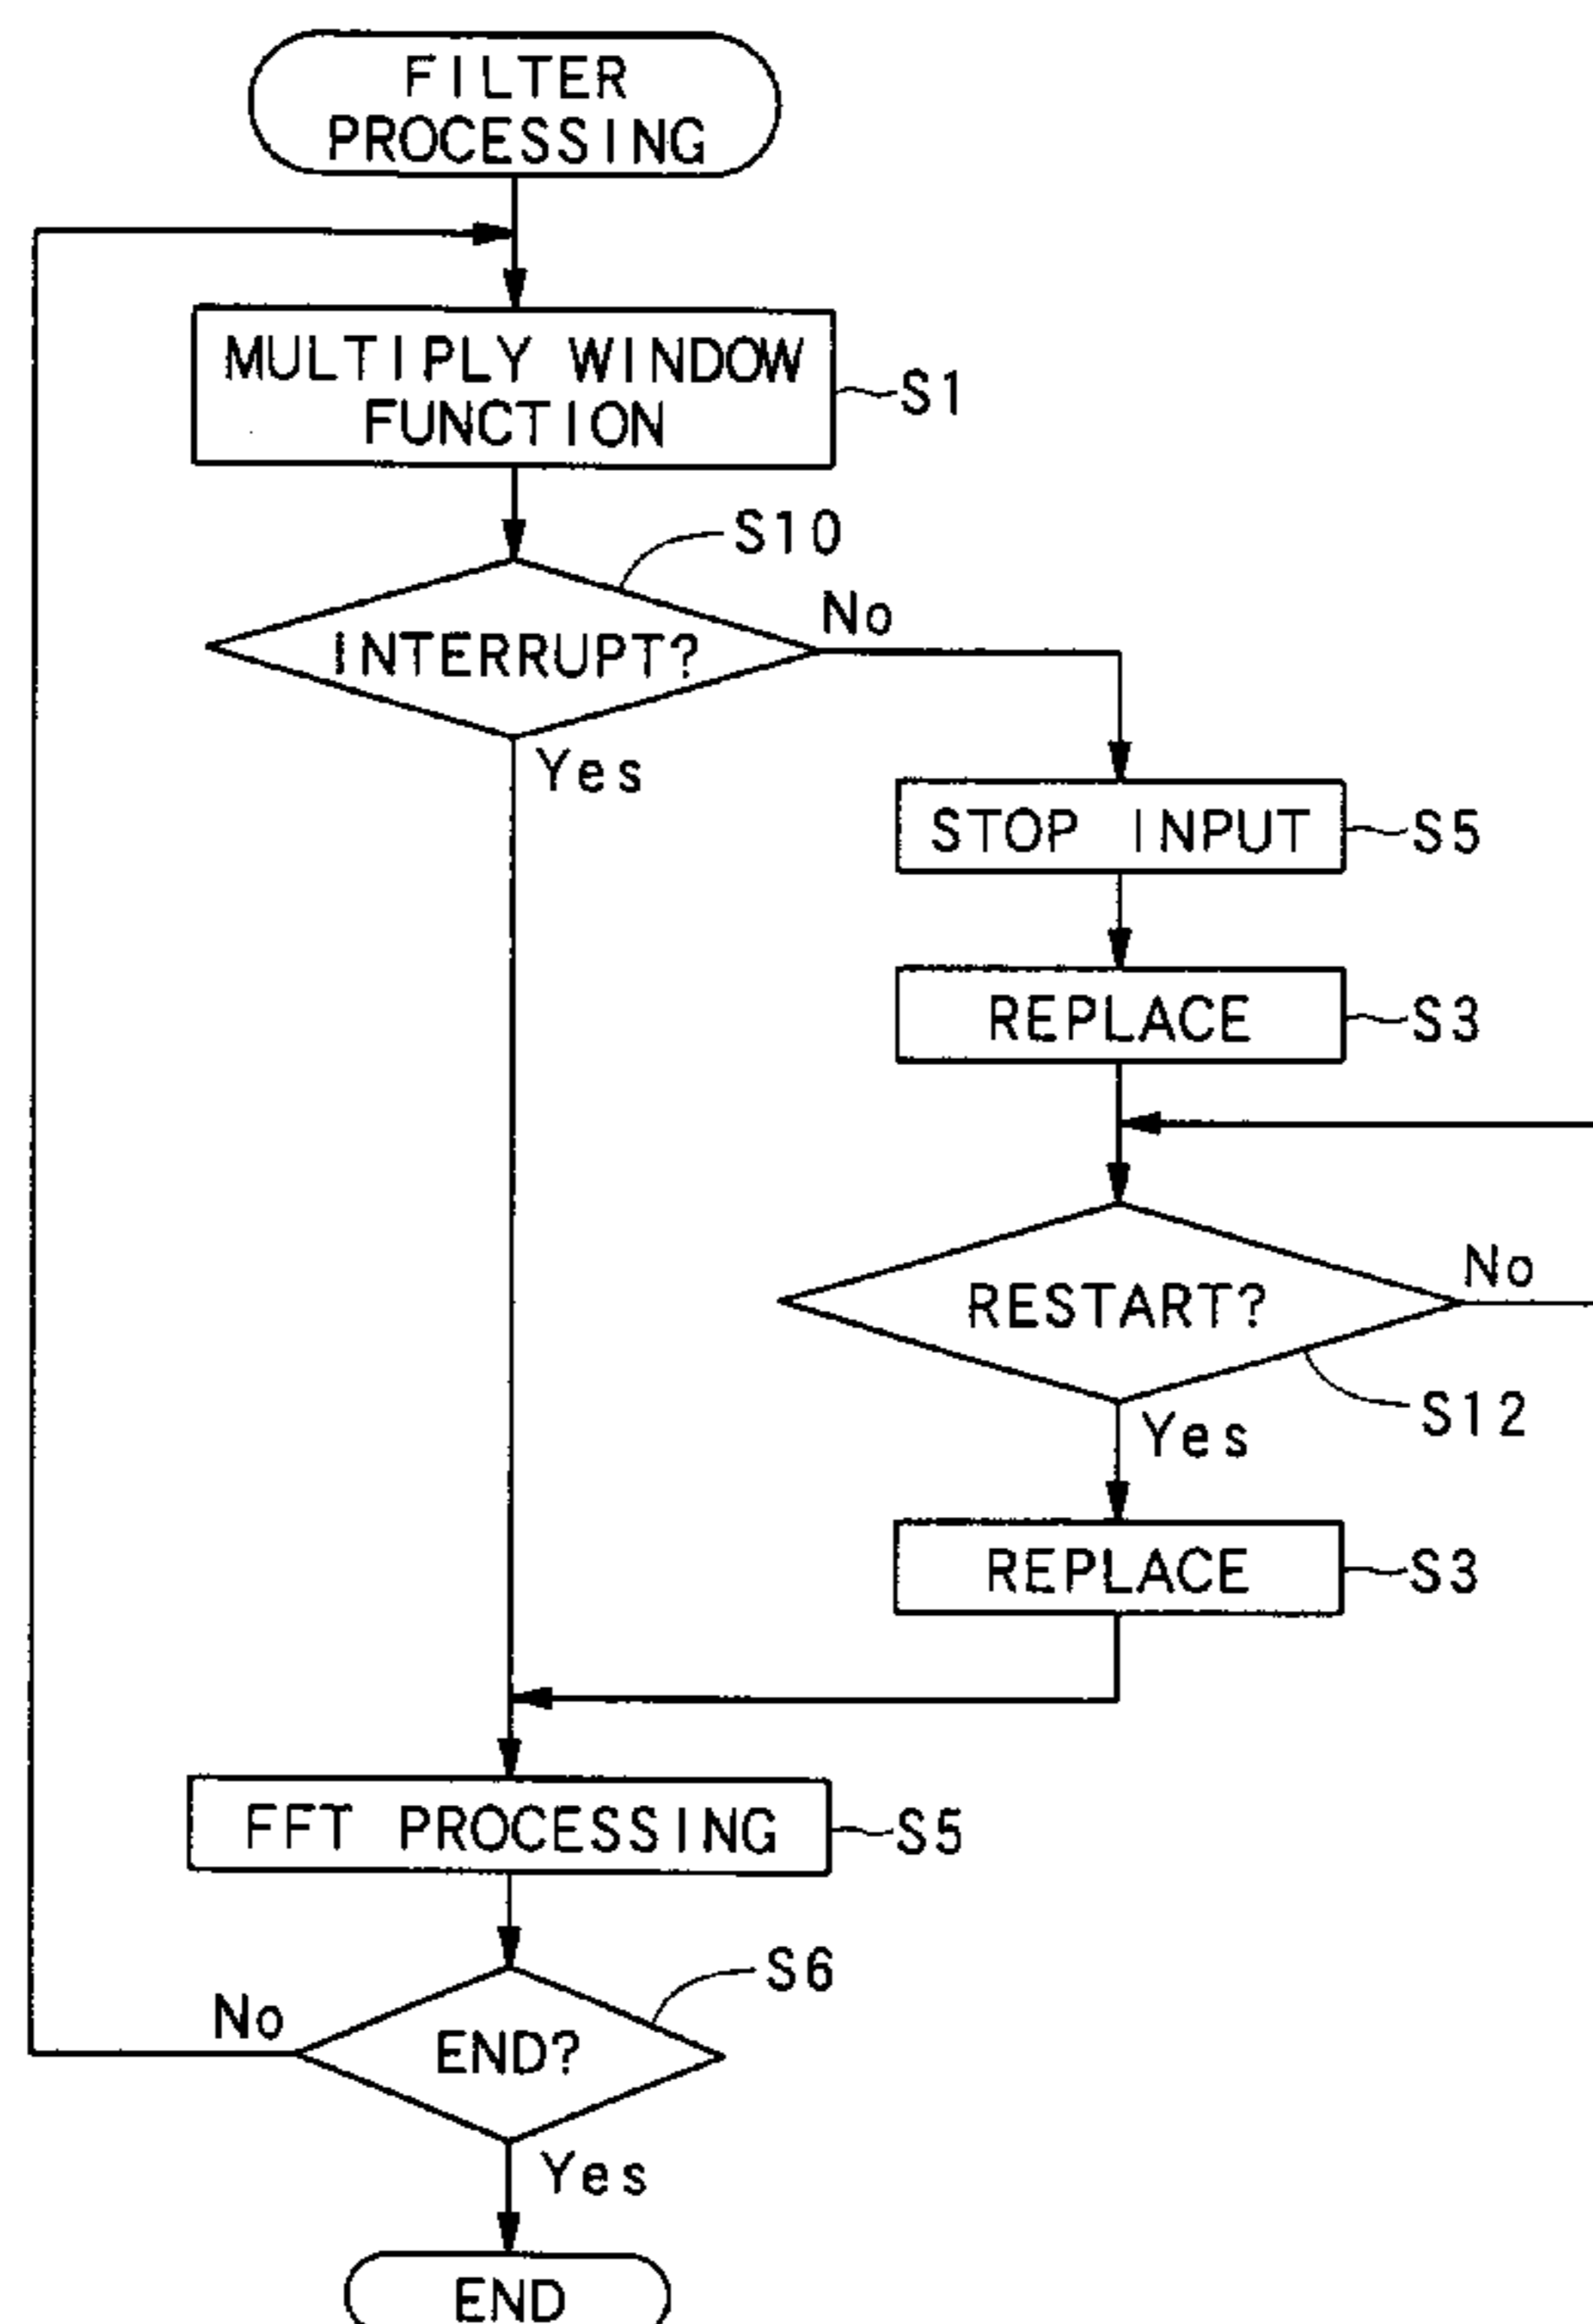 FILTER
PROCESSING
MULTIPLY WINDOW
FUNCTION
S1
S10
INTERRUPT?
No
Yes
STOP INPUT
S5
REPLACE
S3
RESTART?
No
S12
Yes
REPLACE
S3
FFT PROCESSING
S5
S6
No
END?
Yes
END